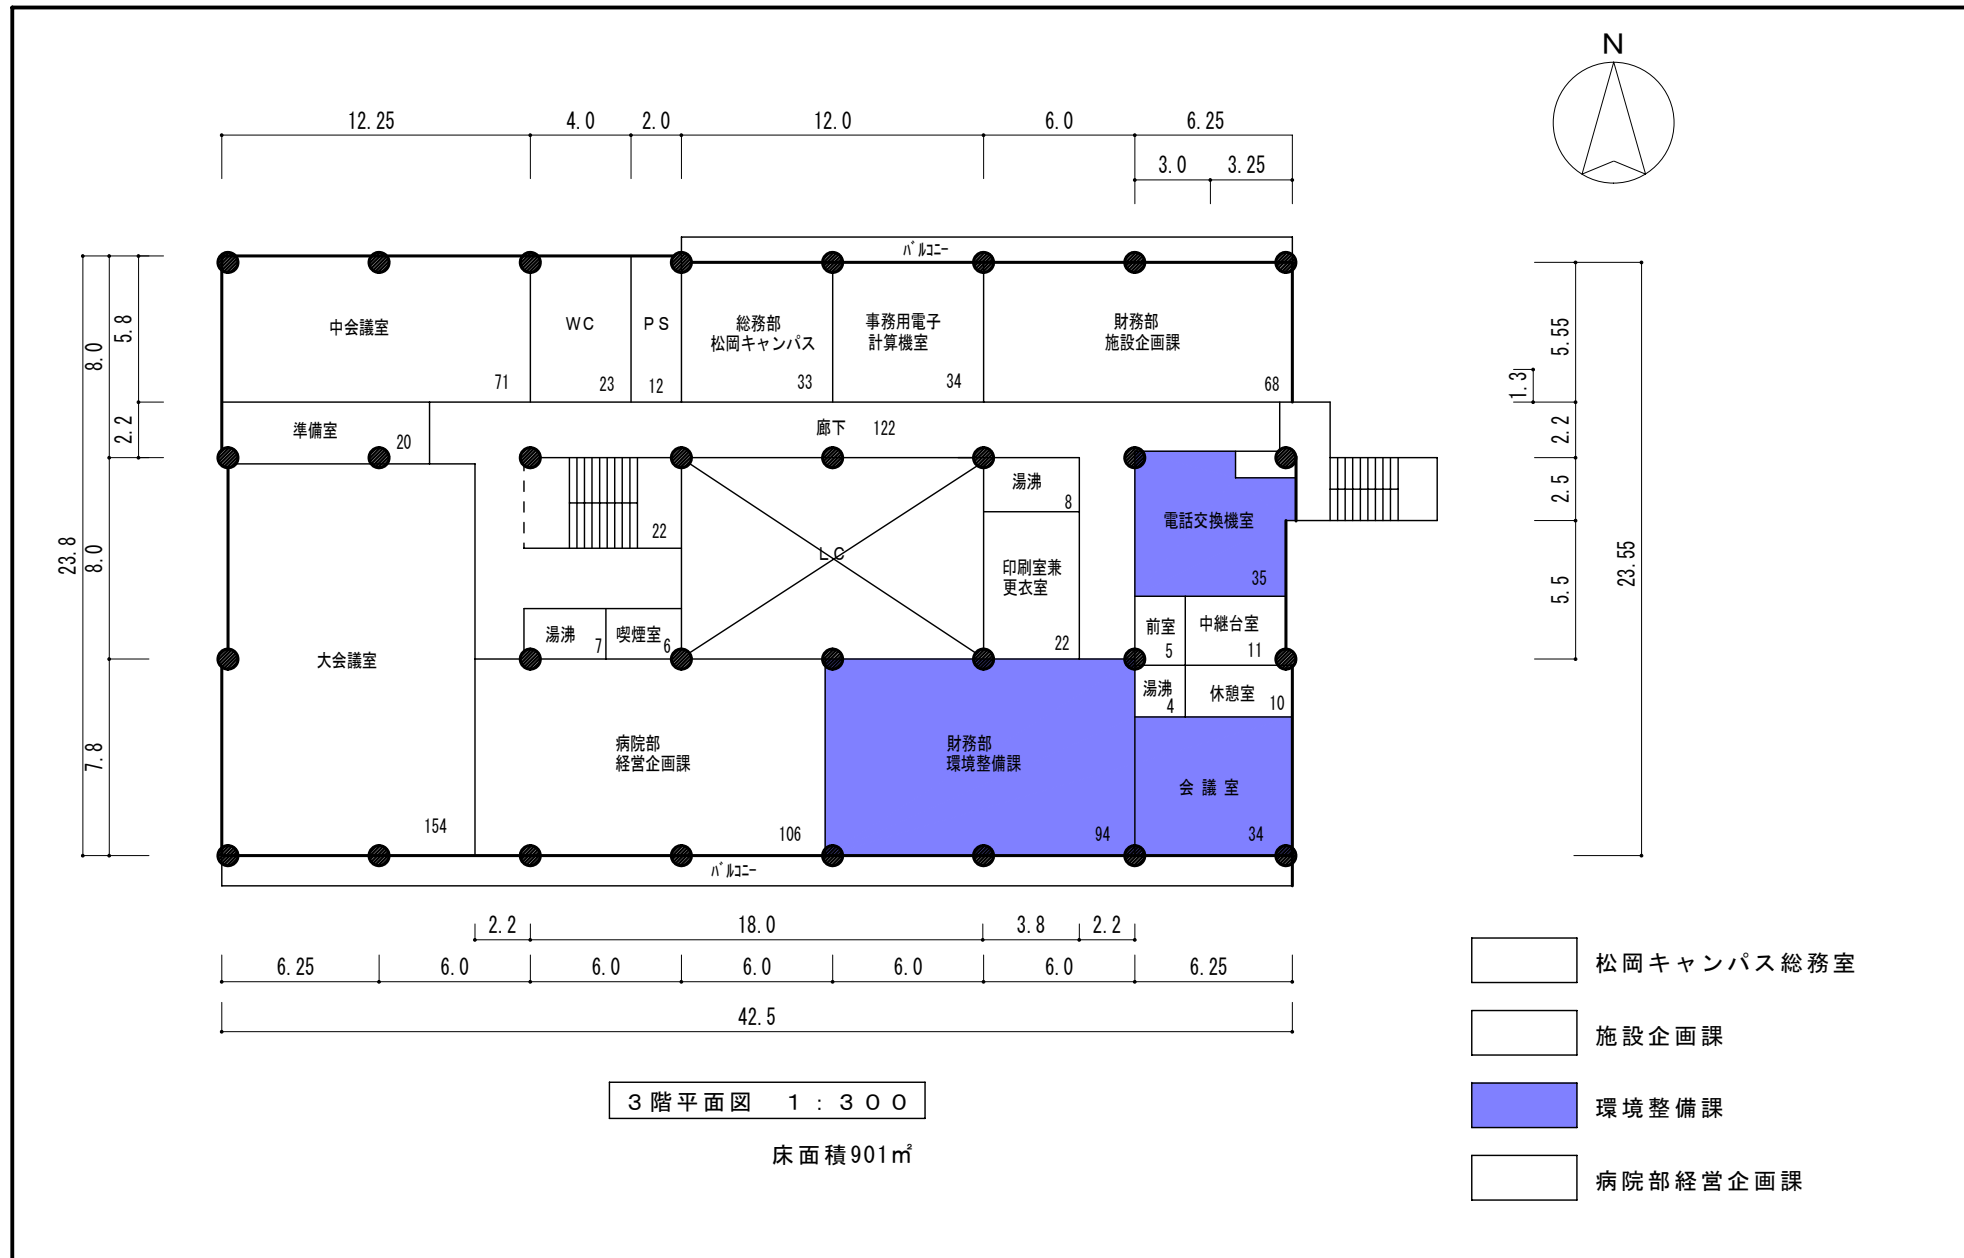 N
12.25
4.0
2.0
12.0
6.0
6.25
3.0
3.25
バルコニー
23.8
8.0
5.8
2.2
8.0
7.8
中会議室
71
WC
23
PS
12
総務部
松岡キャンパス
33
事務用電子
計算機室
34
財務部
施設企画課
68
準備室
20
廊下 122
22
LC
湯沸
8
印刷室兼
更衣室
22
電話交換機室
35
湯沸
7
喫煙室
6
前室
5
中継台室
11
湯沸
4
休憩室
10
大会議室
154
病院部
経営企画課
106
財務部
環境整備課
94
会議室
34
バルコニー
5.55
1.3
2.2
2.5
5.5
23.55
2.2
18.0
3.8
2.2
6.25
6.0
6.0
6.0
6.0
6.0
6.25
42.5
3階平面図 1:300
床面積901㎡
松岡キャンパス総務室
施設企画課
環境整備課
病院部経営企画課